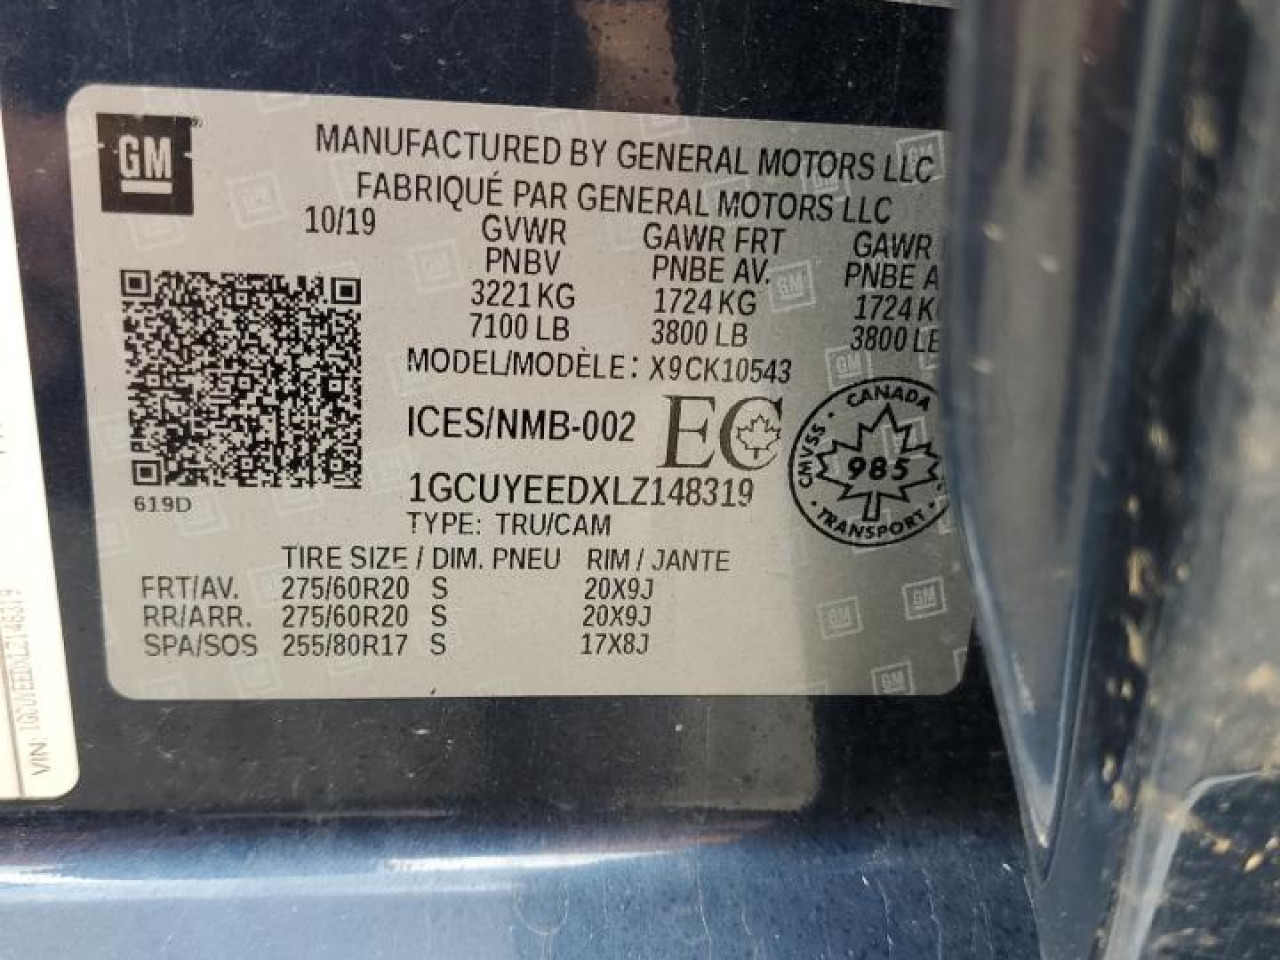 GM
MANUFACTURED BY GENERAL MOTORS LLC
FABRIQUÉ PAR GENERAL MOTORS LLC
10/19 GVWR GAWR FRT GAWR
PNBV PNBE AV. PNBE A
3221 KG 1724 KG 1724 K
7100 LB 3800 LB 3800 LB
MODEL/MODÈLE: X9CK10543
ICES/NMB-002 EC
CANADA
CMVSS
985
TRANSPORT
1GCUYEEDXLZ148319
619D
TYPE: TRU/CAM
TIRE SIZE / DIM. PNEU RIM / JANTE
FRT/AV. 275/60R20 S 20X9J
RR/ARR. 275/60R20 S 20X9J
SPA/SOS 255/80R17 S 17X8J
VIN: 1GCUYEEDXLZ148319